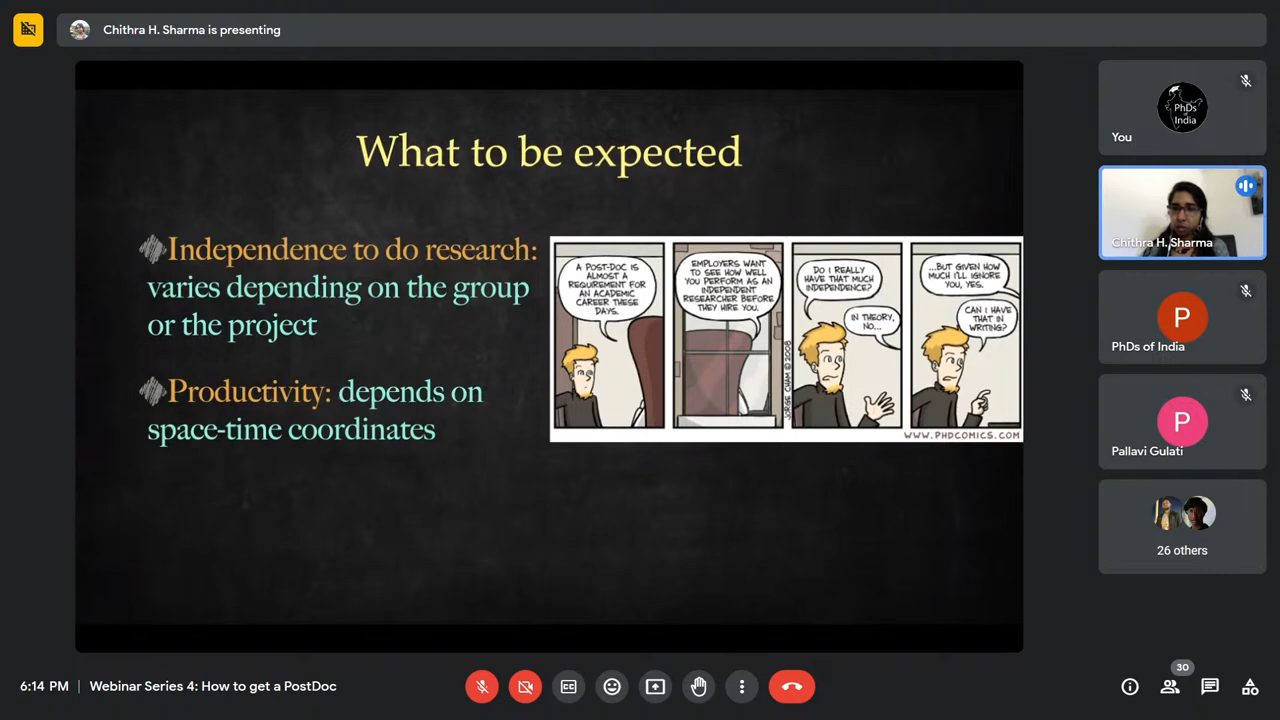 Chithra H. Sharma is presenting
What to be expected
Independence to do research:
varies depending on the group
or the project
Productivity: depends on
space-time coordinates
A POST-DOC IS
ALMOST A
REQUIREMENT FOR
AN ACADEMIC
CAREER THESE
DAYS.
EMPLOYERS WANT
TO SEE HOW WELL
YOU PERFORM AS AN
INDEPENDENT
RESEARCHER BEFORE
THEY HIRE YOU.
JORGE CHAM © 2008
DO I REALLY
HAVE THAT MUCH
INDEPENDENCE?
IN THEORY,
NO...
...BUT GIVEN HOW
MUCH I'LL IGNORE
YOU, YES.
CAN I HAVE
THAT IN
WRITING?
WWW.PHDCOMICS.COM
PhDs
of
India
You
Chithra H. Sharma
P
PhDs of India
P
Pallavi Gulati
26 others
6:14 PM
Webinar Series 4: How to get a PostDoc
CC
30